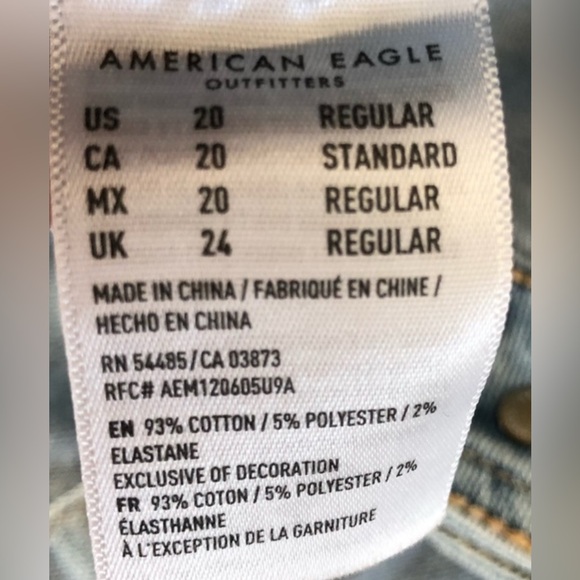 AMERICAN EAGLE
OUTFITTERS
US 20 REGULAR
CA 20 STANDARD
MX 20 REGULAR
UK 24 REGULAR
MADE IN CHINA / FABRIQUÉ EN CHINE /
HECHO EN CHINA
RN 54485/CA 03873
RFC# AEM120605U9A
EN 93% COTTON / 5% POLYESTER / 2%
ELASTANE
EXCLUSIVE OF DECORATION
FR 93% COTON / 5% POLYESTER / 2%
ÉLASTHANNE
À L'EXCEPTION DE LA GARNITURE